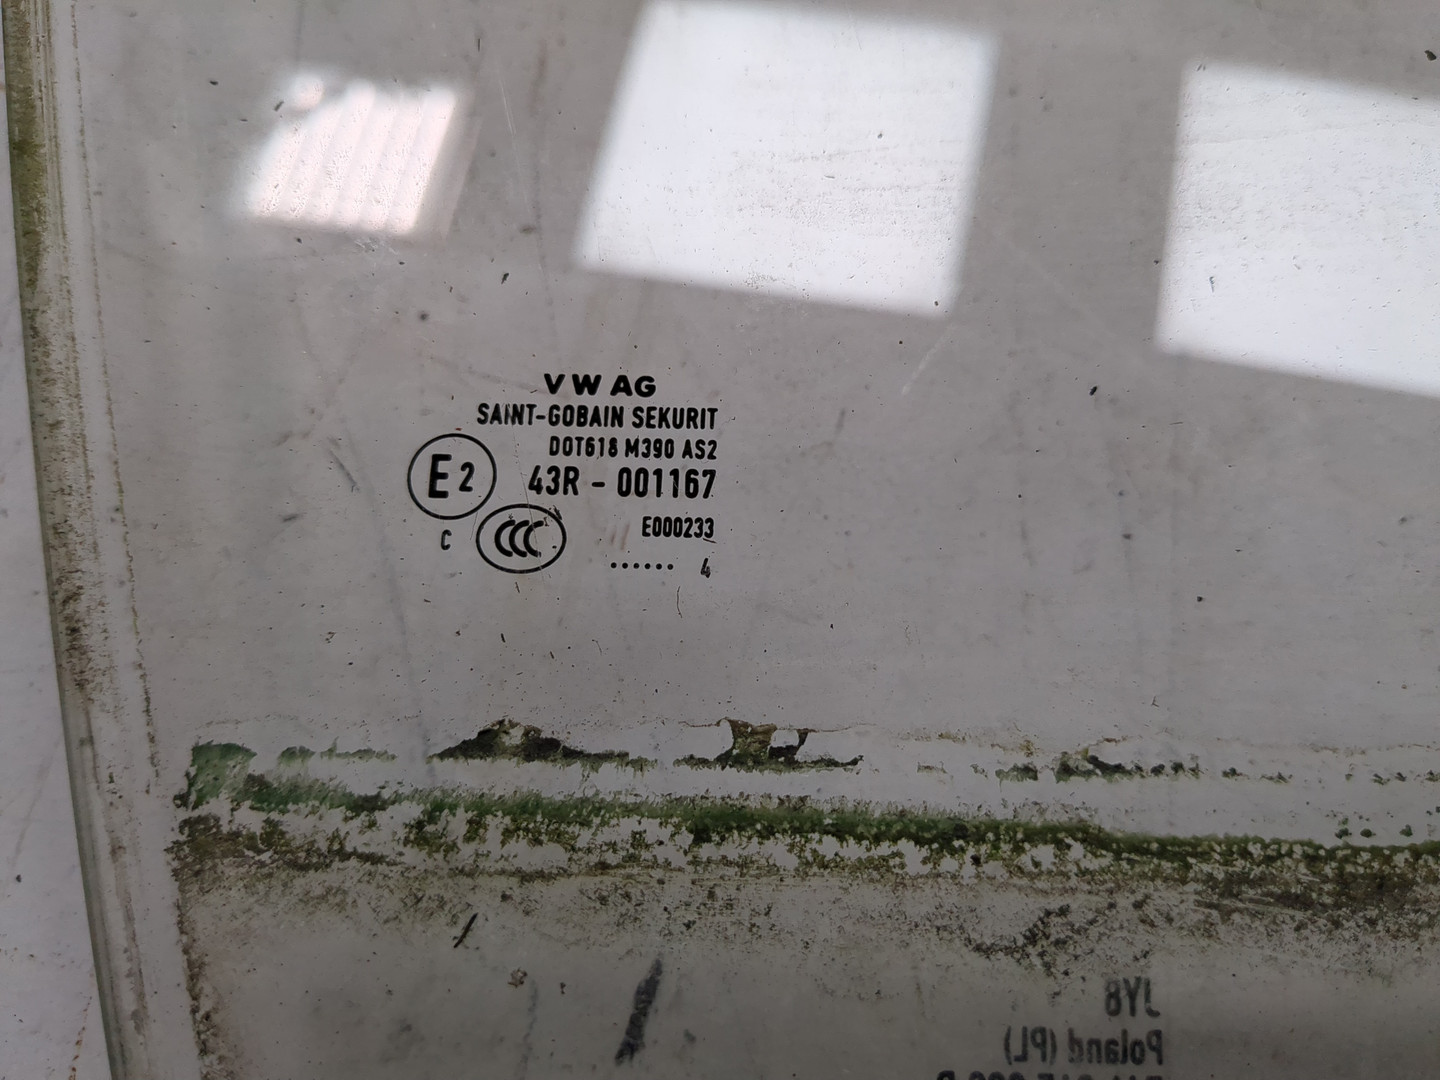 VW AG
SAINT-GOBAIN SEKURIT
DOT618 M390 AS2
E2 43R - 001167
C CCC E000233
...... 4
JY8
Poland (PL)